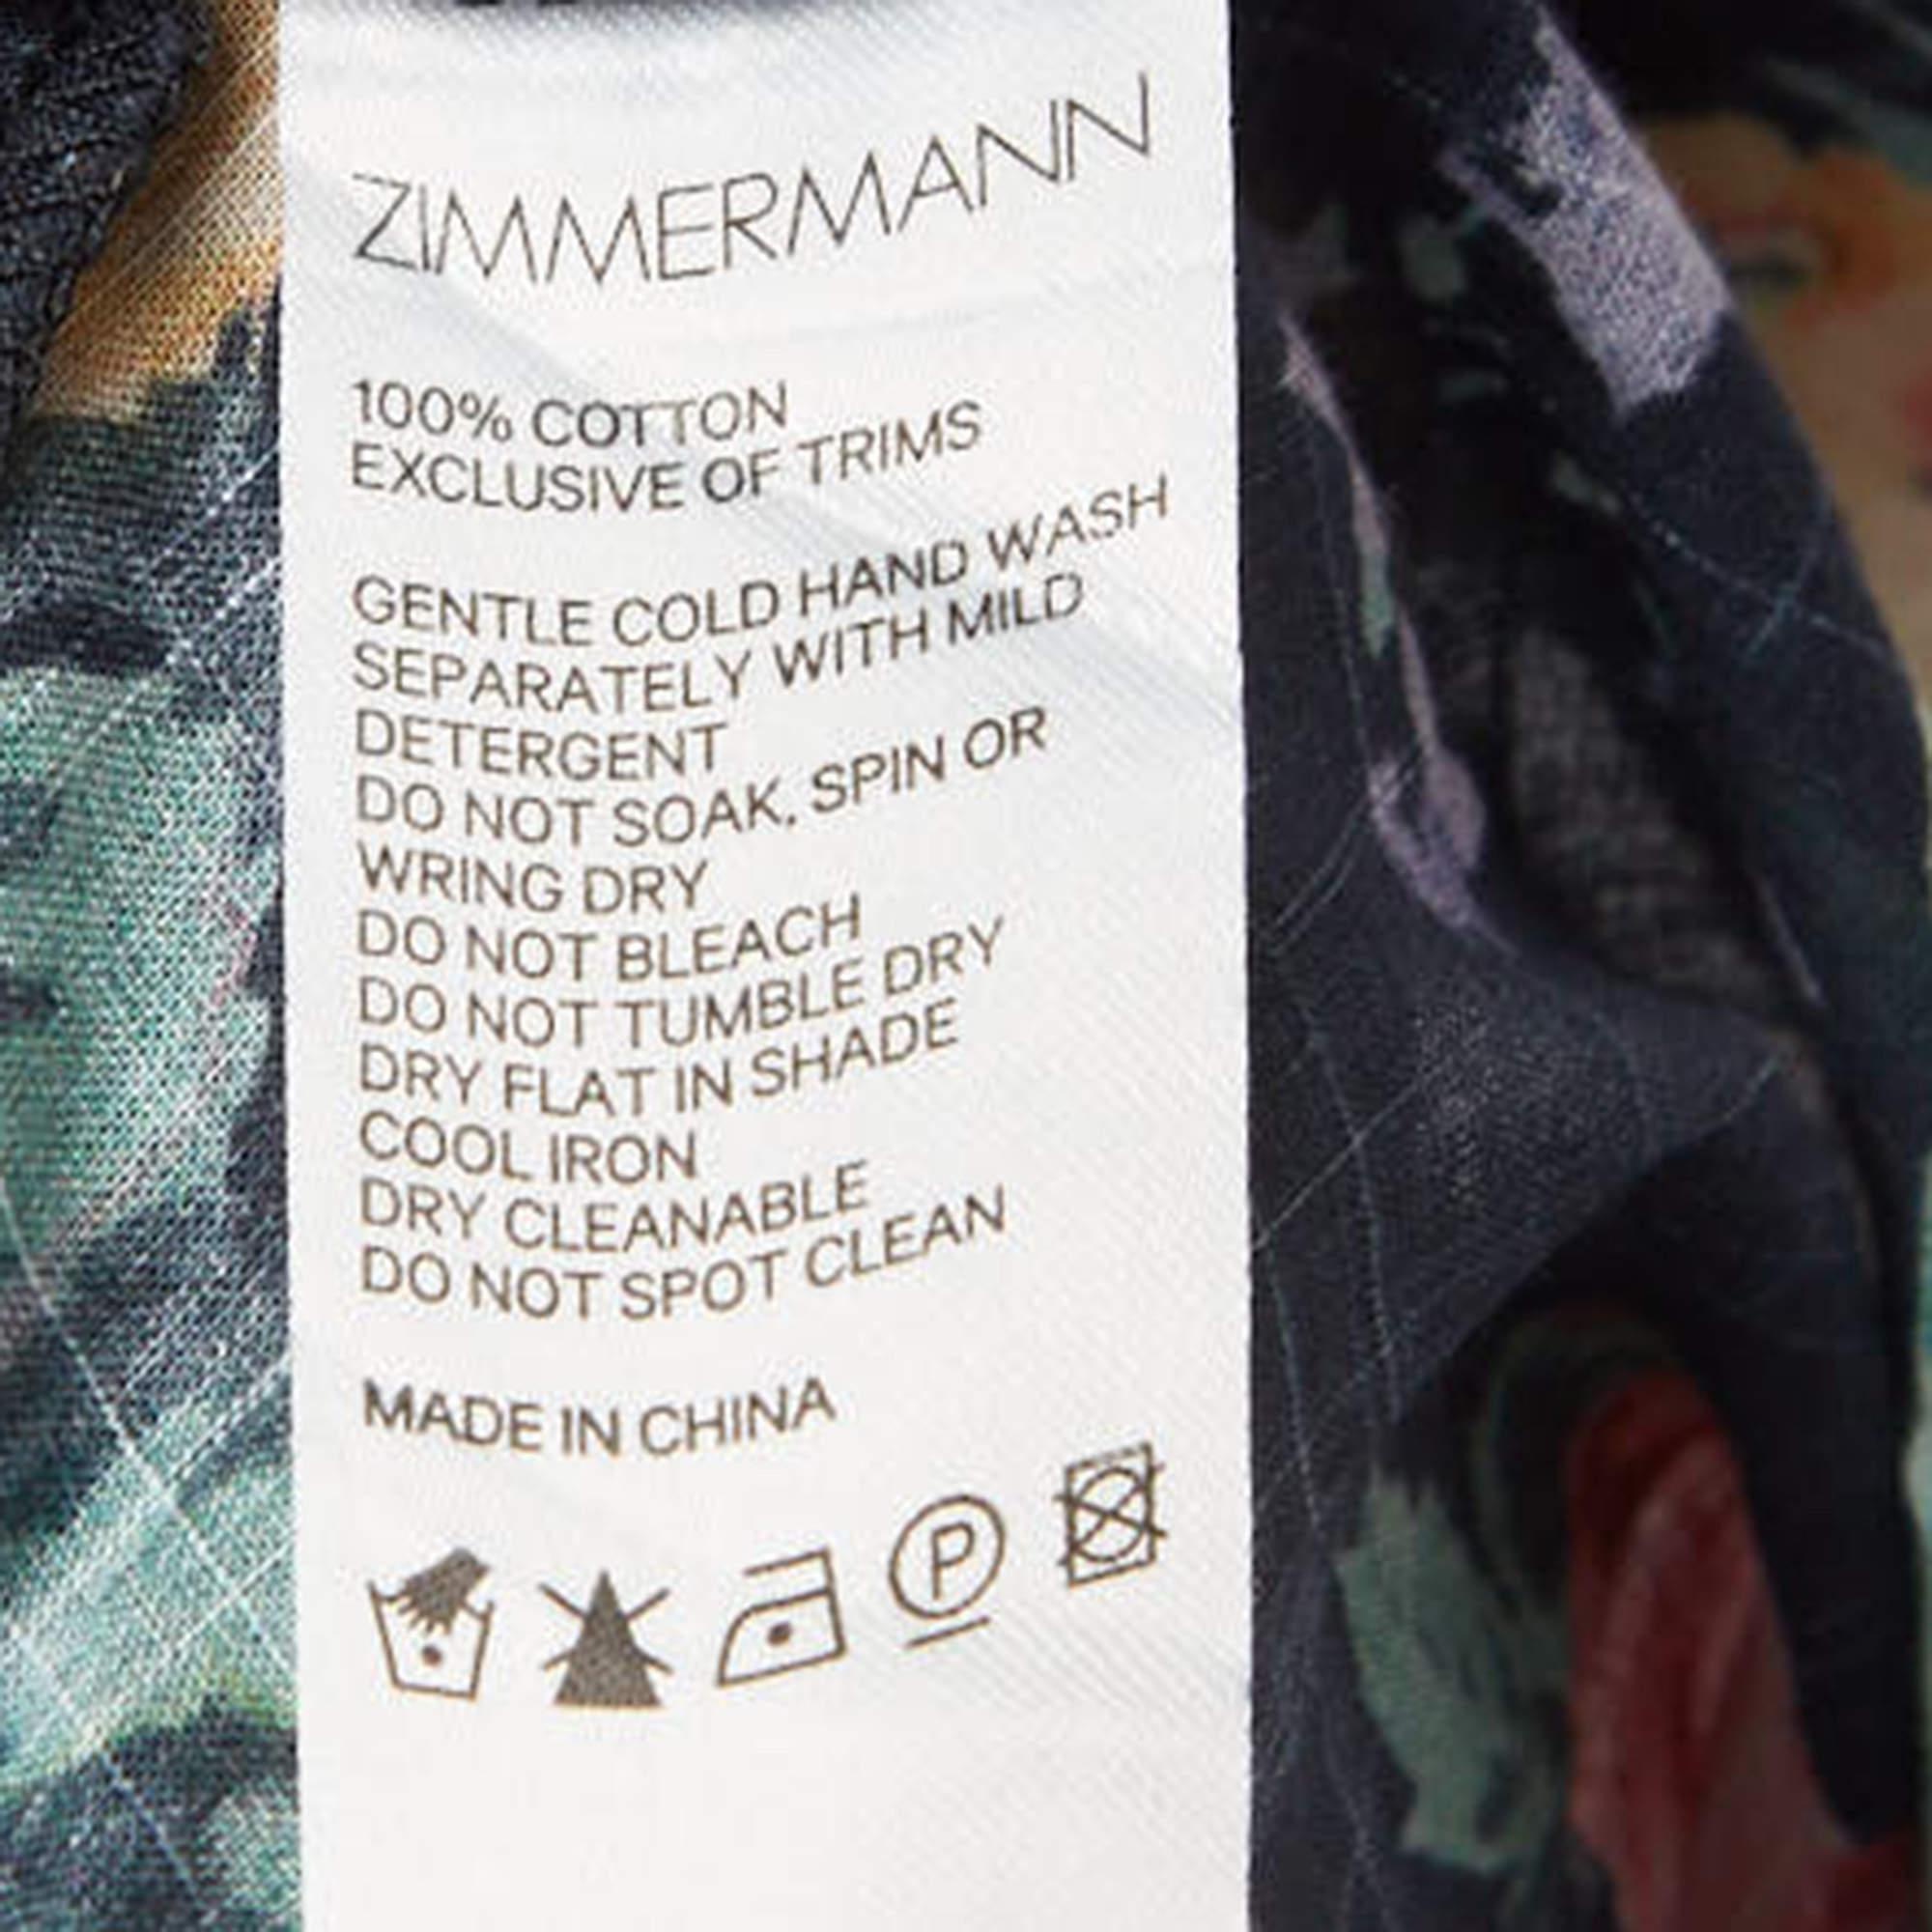 ZIMMERMANN
100% COTTON
EXCLUSIVE OF TRIMS
GENTLE COLD HAND WASH
SEPARATELY WITH MILD
DETERGENT
DO NOT SOAK, SPIN OR
WRING DRY
DO NOT BLEACH
DO NOT TUMBLE DRY
DRY FLAT IN SHADE
COOL IRON
DRY CLEANABLE
DO NOT SPOT CLEAN
MADE IN CHINA
P